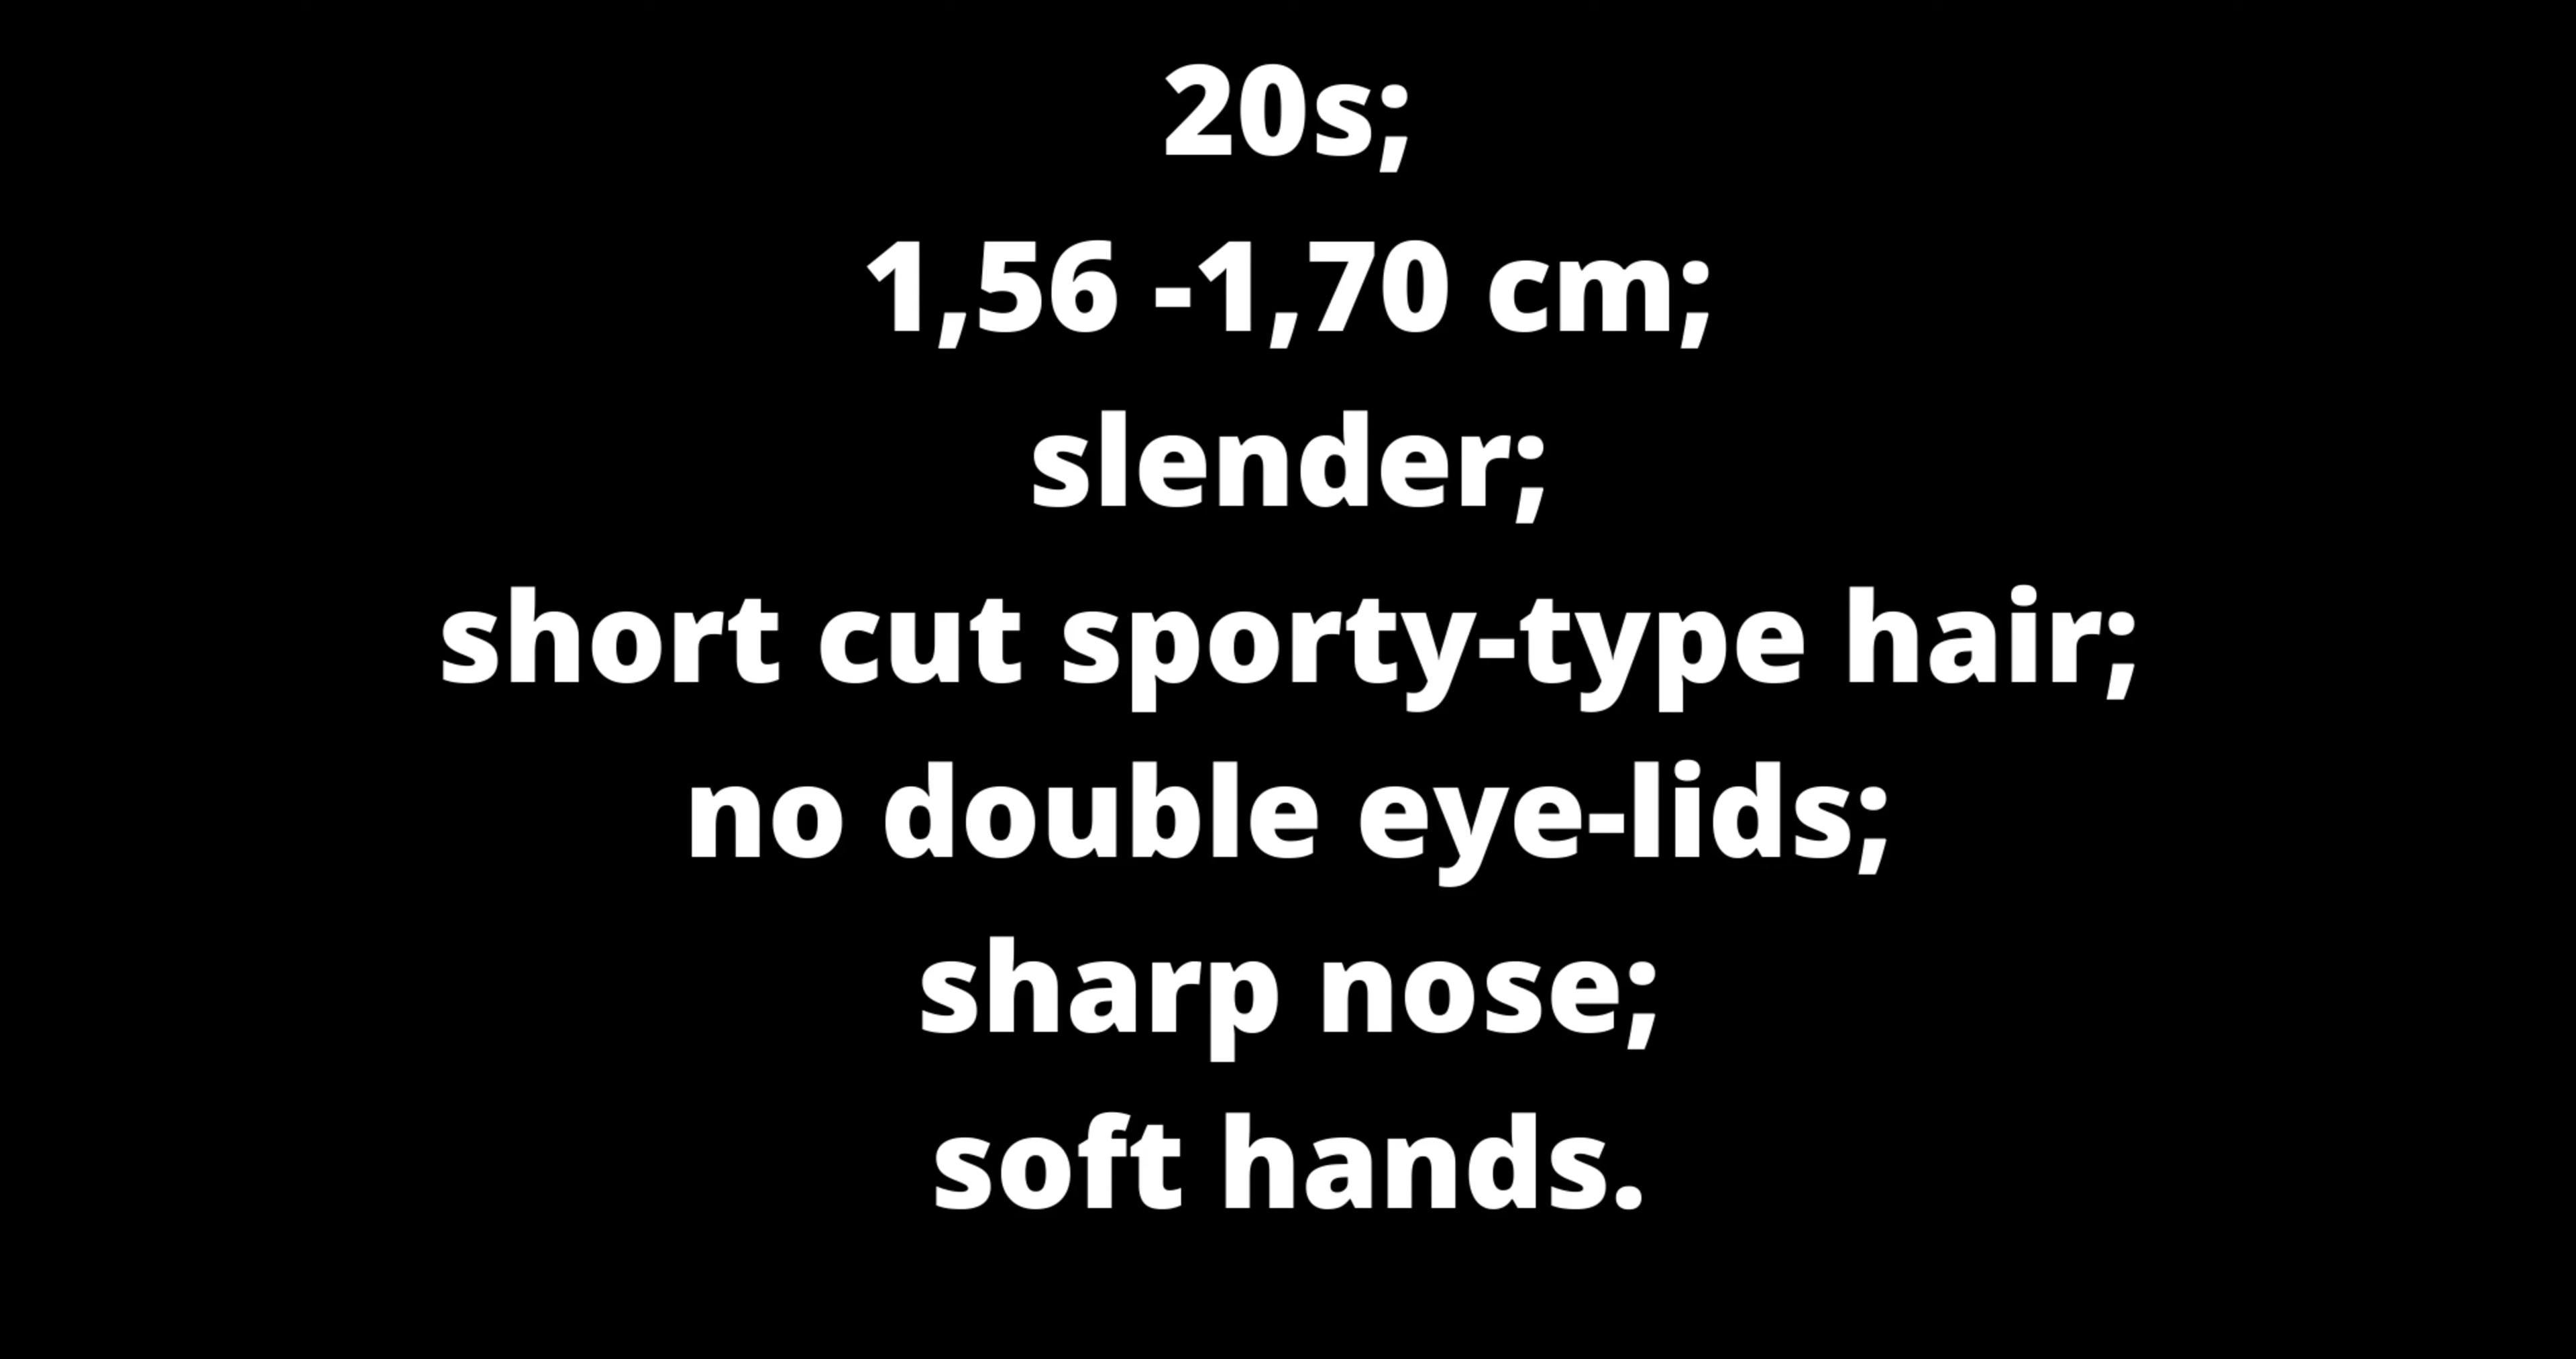 20s;
1,56 -1,70 cm;
slender;
short cut sporty-type hair;
no double eye-lids;
sharp nose;
soft hands.